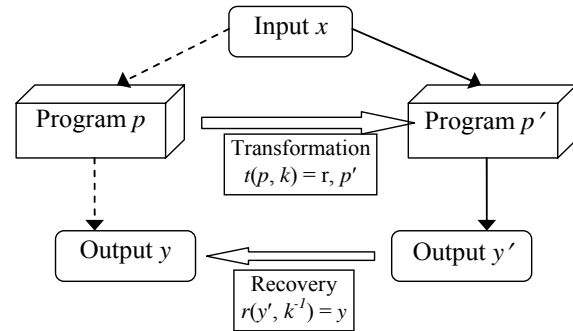 Input x
Program p
Program p′
Transformation
t(p, k) = r, p′
Output y
Output y′
Recovery
r(y′, k⁻¹) = y